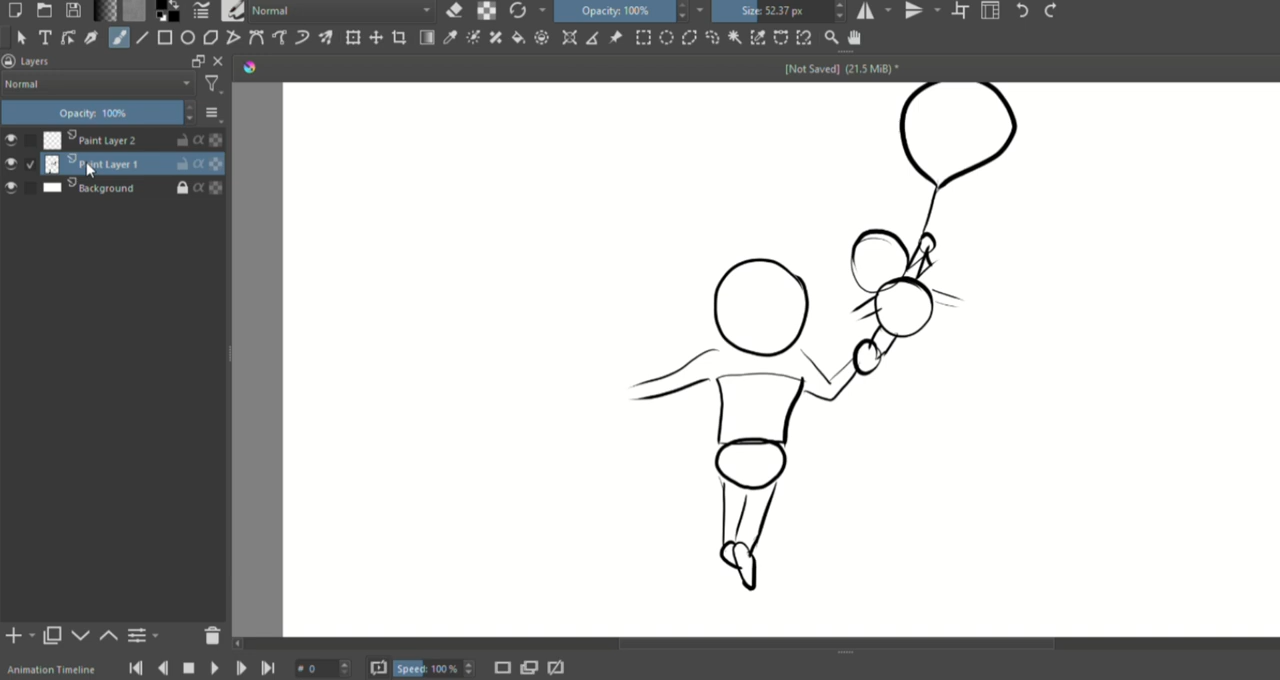 Normal
Opacity: 100%
Size: 52.37 px
Layers
[Not Saved] (21.5 MiB) *
Normal
Opacity: 100%
Paint Layer 2
Paint Layer 1
Background
Animation Timeline
# 0
Speed: 100 %